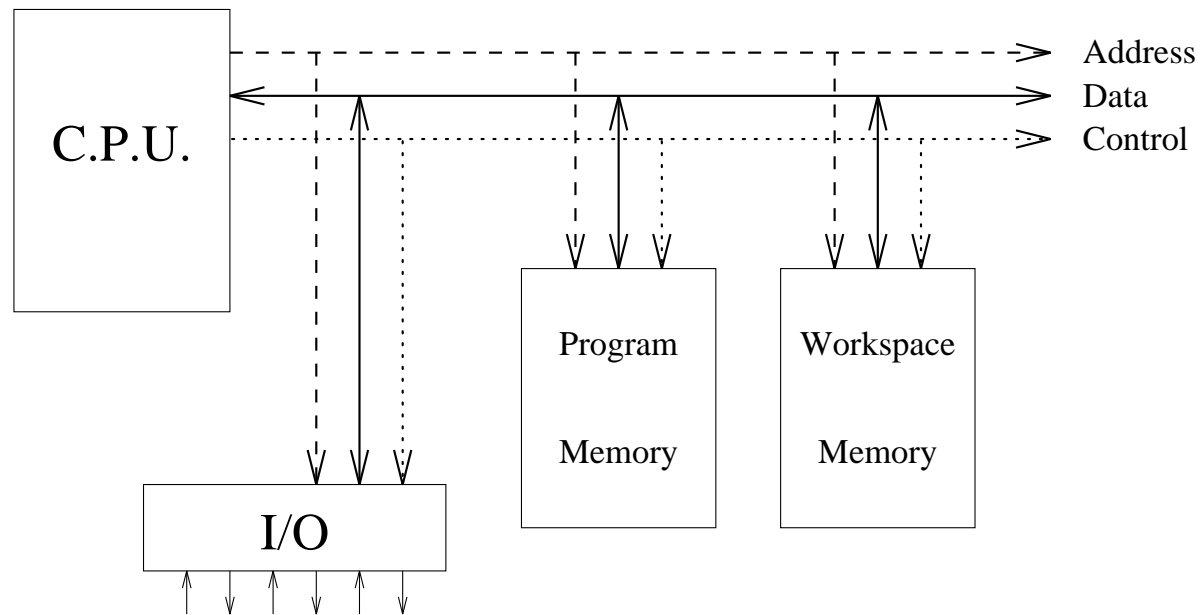 Address
Data
Control
C.P.U.
Program
Memory
Workspace
Memory
I/O